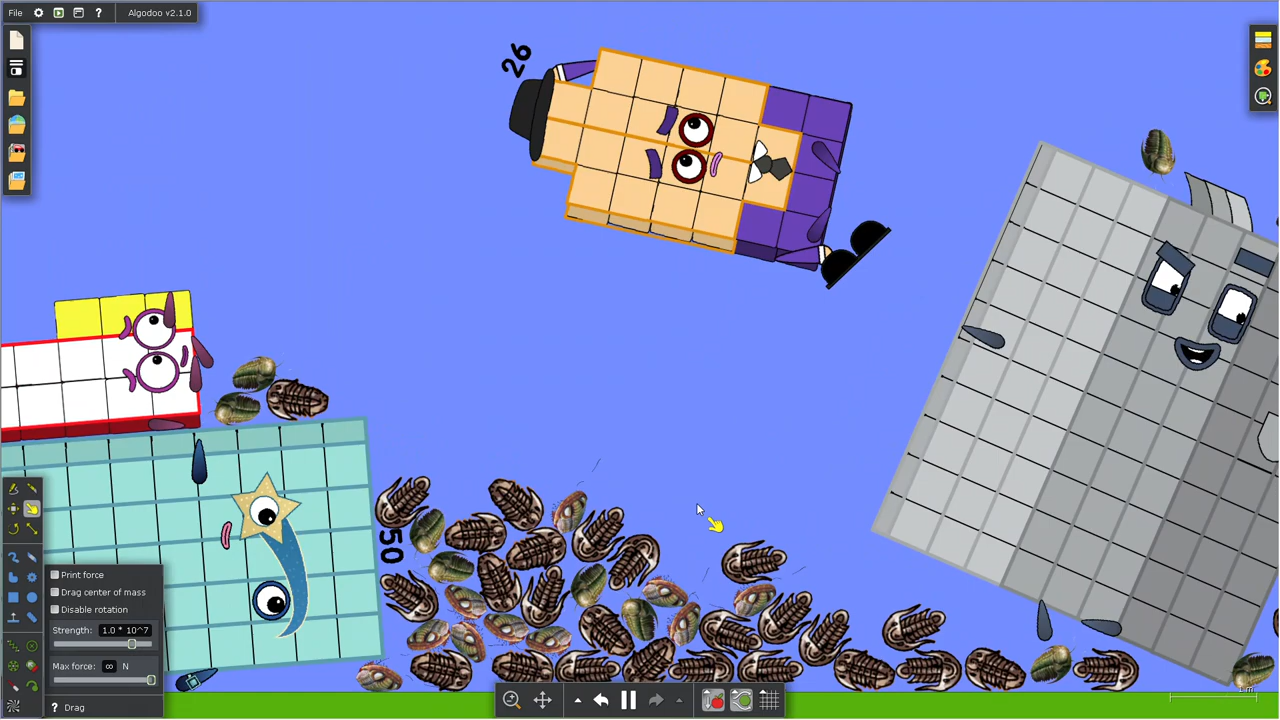 File ? Algodoo v2.1.0
26
50
Print force
Drag center of mass
Disable rotation
Strength: 1.0 * 10^7
Max force: ∞ N
? Drag
1 m